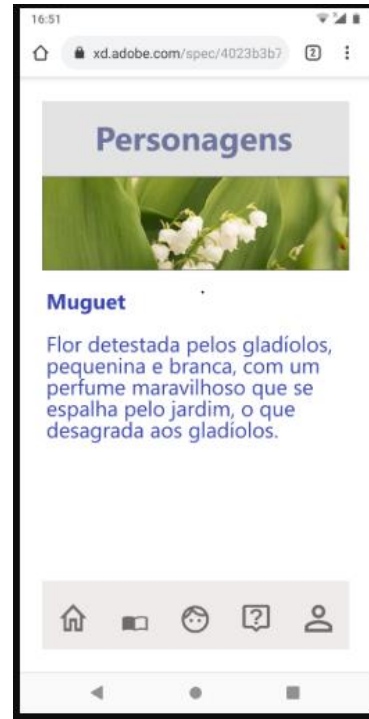 16:51
xd.adobe.com/spec/4023b3b7
2
Personagens
Muguet
Flor detestada pelos gladíolos,
pequenina e branca, com um
perfume maravilhoso que se
espalha pelo jardim, o que
desagrada aos gladíolos.
?